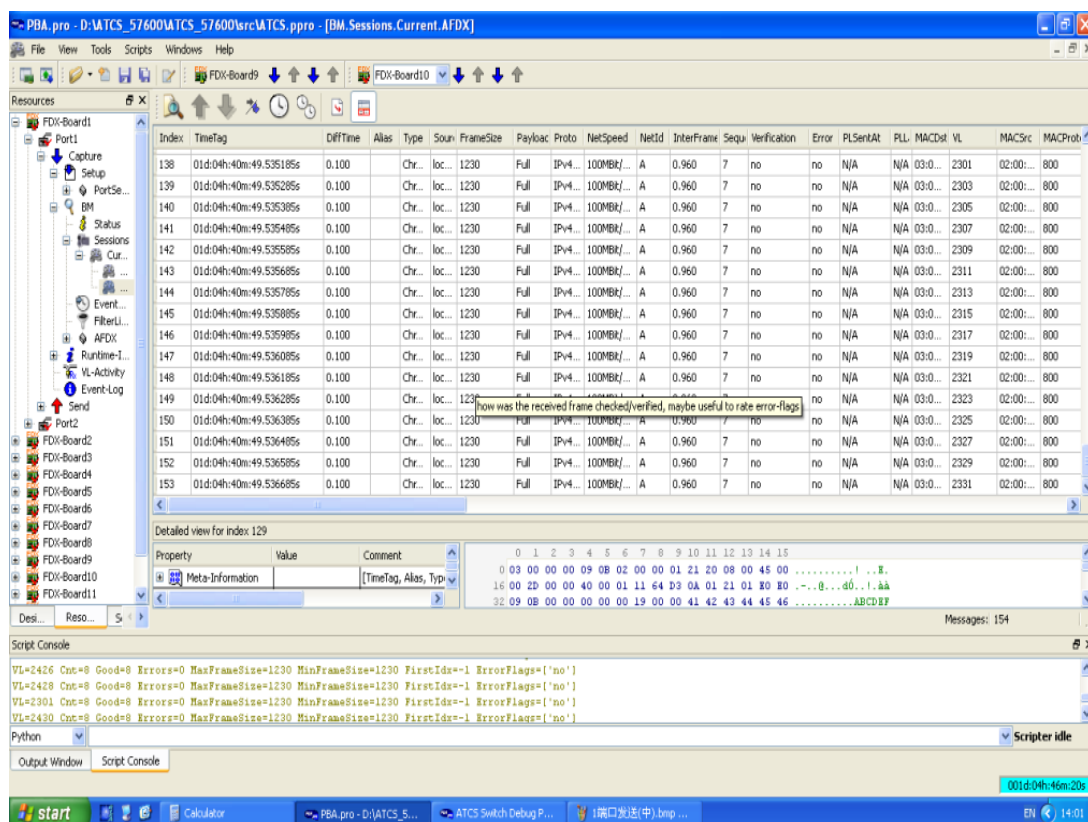 PBA.pro - D:\ATCS_57600\ATCS_57600\src\ATCS.ppro - [BM.Sessions.Current.AFDX]
File View Tools Scripts Windows Help
FDX-Board9 FDX-Board10
Resources
FDX-Board1
Port1
Capture
Setup
PortSe...
BM
Status
Sessions
Cur...
...
...
Event...
FilterLi...
AFDX
Runtime-I...
VL-Activity
Event-Log
Send
Port2
FDX-Board2
FDX-Board3
FDX-Board4
FDX-Board5
FDX-Board6
FDX-Board7
FDX-Board8
FDX-Board9
FDX-Board10
FDX-Board11
Desi... Reso... S
Index TimeTag DiffTime Alias Type Soun FrameSize Payloac Proto NetSpeed NetId InterFrame Sequ Verification Error PLSentAt PLL MACDst VL MACSrc MACProto
138 01d:04h:40m:49.535185s 0.100 Chr... loc... 1230 Full IPv4... 100MBit/... A 0.960 7 no no N/A N/A 03:0... 2301 02:00:... 800
139 01d:04h:40m:49.535285s 0.100 Chr... loc... 1230 Full IPv4... 100MBit/... A 0.960 7 no no N/A N/A 03:0... 2303 02:00:... 800
140 01d:04h:40m:49.535385s 0.100 Chr... loc... 1230 Full IPv4... 100MBit/... A 0.960 7 no no N/A N/A 03:0... 2305 02:00:... 800
141 01d:04h:40m:49.535485s 0.100 Chr... loc... 1230 Full IPv4... 100MBit/... A 0.960 7 no no N/A N/A 03:0... 2307 02:00:... 800
142 01d:04h:40m:49.535585s 0.100 Chr... loc... 1230 Full IPv4... 100MBit/... A 0.960 7 no no N/A N/A 03:0... 2309 02:00:... 800
143 01d:04h:40m:49.535685s 0.100 Chr... loc... 1230 Full IPv4... 100MBit/... A 0.960 7 no no N/A N/A 03:0... 2311 02:00:... 800
144 01d:04h:40m:49.535785s 0.100 Chr... loc... 1230 Full IPv4... 100MBit/... A 0.960 7 no no N/A N/A 03:0... 2313 02:00:... 800
145 01d:04h:40m:49.535885s 0.100 Chr... loc... 1230 Full IPv4... 100MBit/... A 0.960 7 no no N/A N/A 03:0... 2315 02:00:... 800
146 01d:04h:40m:49.535985s 0.100 Chr... loc... 1230 Full IPv4... 100MBit/... A 0.960 7 no no N/A N/A 03:0... 2317 02:00:... 800
147 01d:04h:40m:49.536085s 0.100 Chr... loc... 1230 Full IPv4... 100MBit/... A 0.960 7 no no N/A N/A 03:0... 2319 02:00:... 800
148 01d:04h:40m:49.536185s 0.100 Chr... loc... 1230 Full IPv4... 100MBit/... A 0.960 7 no no N/A N/A 03:0... 2321 02:00:... 800
149 01d:04h:40m:49.536285s 0.100 Chr... loc... no N/A N/A 03:0... 2323 02:00:... 800
how was the received frame checked/verified, maybe useful to rate error-flags
150 01d:04h:40m:49.536385s 0.100 Chr... loc... 1230 Full IPv4... 100MBit/... A 0.960 7 no no N/A N/A 03:0... 2325 02:00:... 800
151 01d:04h:40m:49.536485s 0.100 Chr... loc... 1230 Full IPv4... 100MBit/... A 0.960 7 no no N/A N/A 03:0... 2327 02:00:... 800
152 01d:04h:40m:49.536585s 0.100 Chr... loc... 1230 Full IPv4... 100MBit/... A 0.960 7 no no N/A N/A 03:0... 2329 02:00:... 800
153 01d:04h:40m:49.536685s 0.100 Chr... loc... 1230 Full IPv4... 100MBit/... A 0.960 7 no no N/A N/A 03:0... 2331 02:00:... 800
Detailed view for index 129
Property Value Comment
Meta-Information [TimeTag, Alias, Typ
0 1 2 3 4 5 6 7 8 9 10 11 12 13 14 15
0 03 00 00 00 09 0B 02 00 00 01 21 20 08 00 45 00 ..........! ..E.
16 00 2D 00 00 40 00 01 11 64 D3 0A 01 21 01 E0 E0 .-..@...dÓ..!.àà
32 09 0B 00 00 00 00 00 19 00 00 41 42 43 44 45 46 ..........ABCDEF
Messages: 154
Script Console
VL=2426 Cnt=8 Good=8 Errors=0 MaxFrameSize=1230 MinFrameSize=1230 FirstIdx=-1 ErrorFlags=['no']
VL=2428 Cnt=8 Good=8 Errors=0 MaxFrameSize=1230 MinFrameSize=1230 FirstIdx=-1 ErrorFlags=['no']
VL=2301 Cnt=8 Good=8 Errors=0 MaxFrameSize=1230 MinFrameSize=1230 FirstIdx=-1 ErrorFlags=['no']
VL=2430 Cnt=8 Good=8 Errors=0 MaxFrameSize=1230 MinFrameSize=1230 FirstIdx=-1 ErrorFlags=['no']
Python Scripter idle
Output Window Script Console
001d:04h:46m:20s
start Calculator PBA.pro - D:\ATCS_5... ATCS Switch Debug P... 1端口发送(中).bmp ... EN 14:01